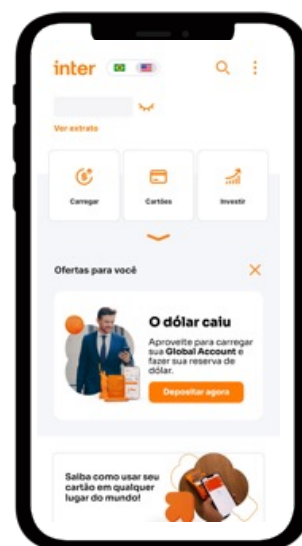 inter
Ver extrato
Carregar
Cartões
Investir
Ofertas para você
O dólar caiu
Aproveite para carregar
sua Global Account e
fazer sua reserva de
dólar.
Depositar agora
Saiba como usar seu
cartão em qualquer
lugar do mundo!